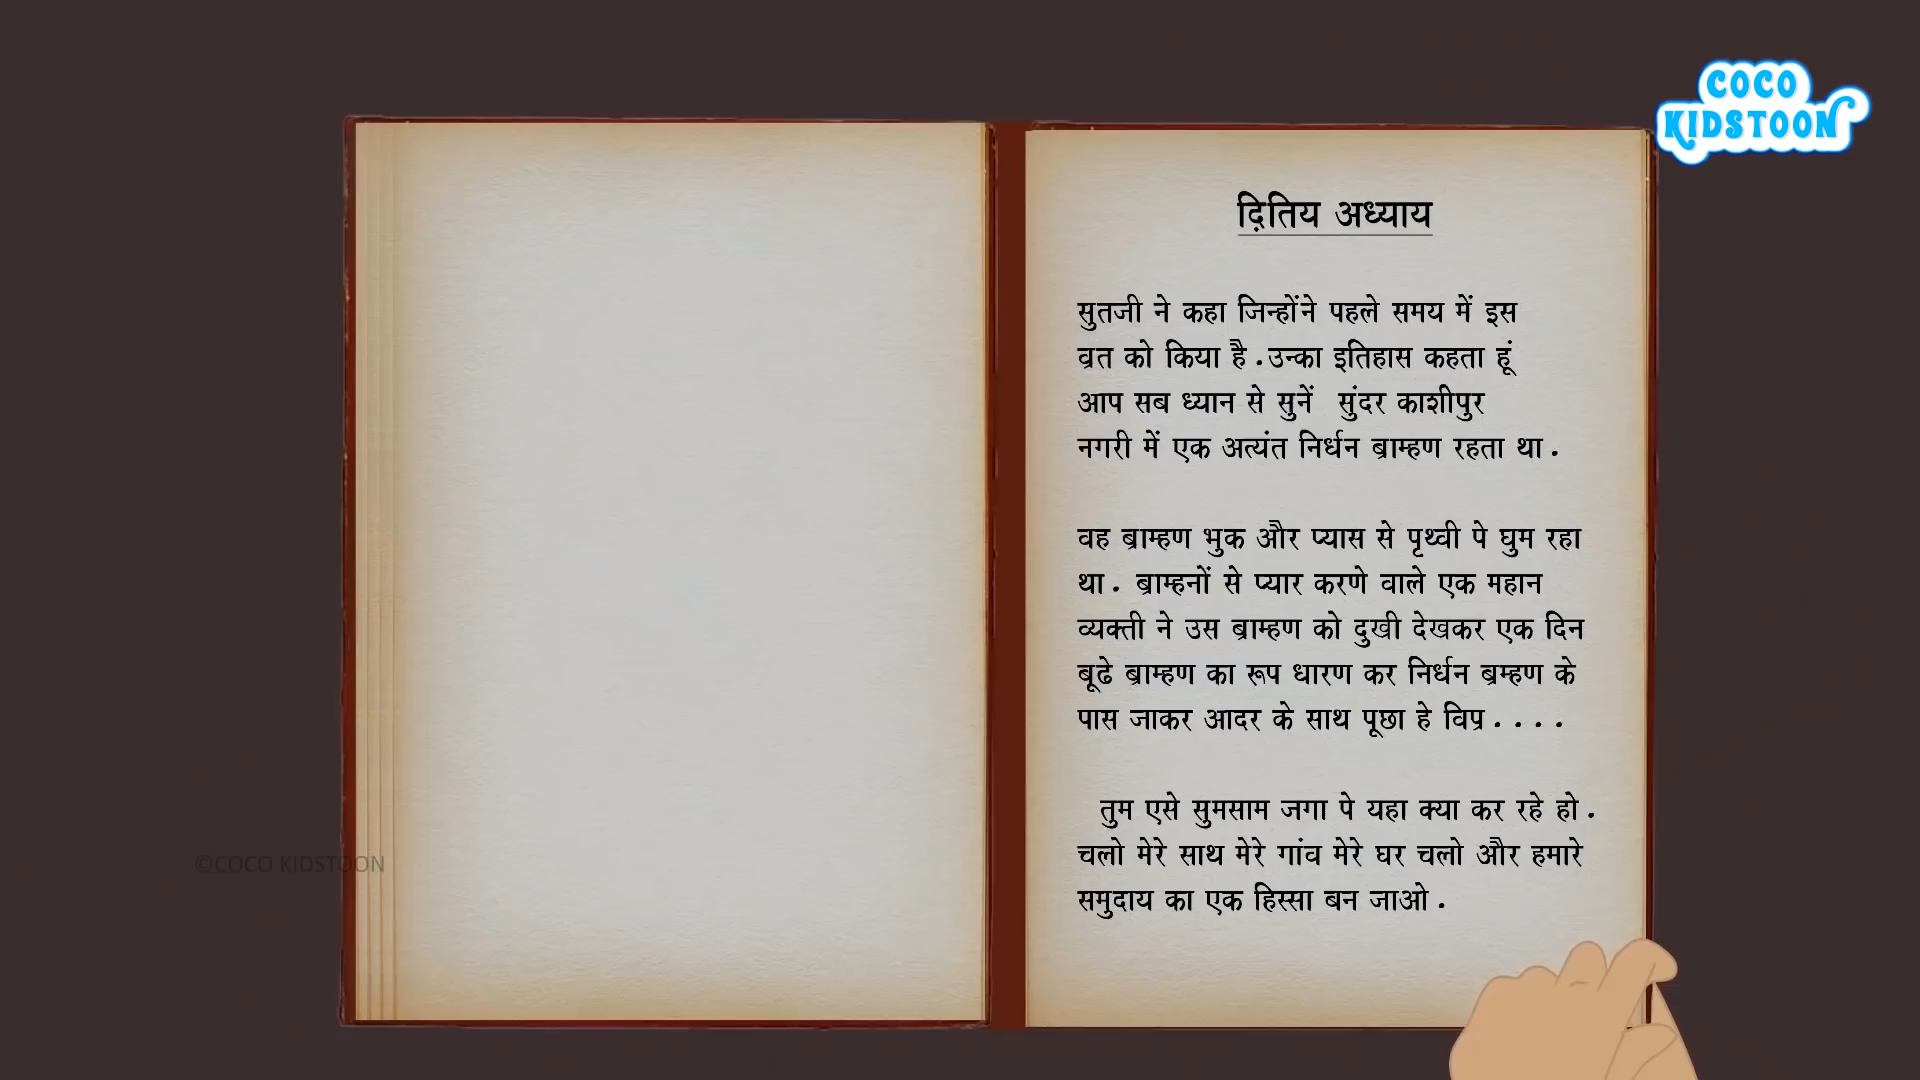 COCO
KIDSTOON
द्वितिय अध्याय
सुतजी ने कहा जिन्होंने पहले समय में इस
व्रत को किया है .उन्का इतिहास कहता हूं
आप सब ध्यान से सुनें सुंदर काशीपुर
नगरी में एक अत्यंत निर्धन ब्राम्हण रहता था .
वह ब्राम्हण भुक और प्यास से पृथ्वी पे घुम रहा
था . ब्राम्हनों से प्यार करणे वाले एक महान
व्यक्ती ने उस ब्राम्हण को दुखी देखकर एक दिन
बूढे ब्राम्हण का रूप धारण कर निर्धन ब्रम्हण के
पास जाकर आदर के साथ पूछा हे विप्र . . . .
तुम एसे सुमसाम जगा पे यहा क्या कर रहे हो .
चलो मेरे साथ मेरे गांव मेरे घर चलो और हमारे
समुदाय का एक हिस्सा बन जाओ .
©COCO KIDSTOON